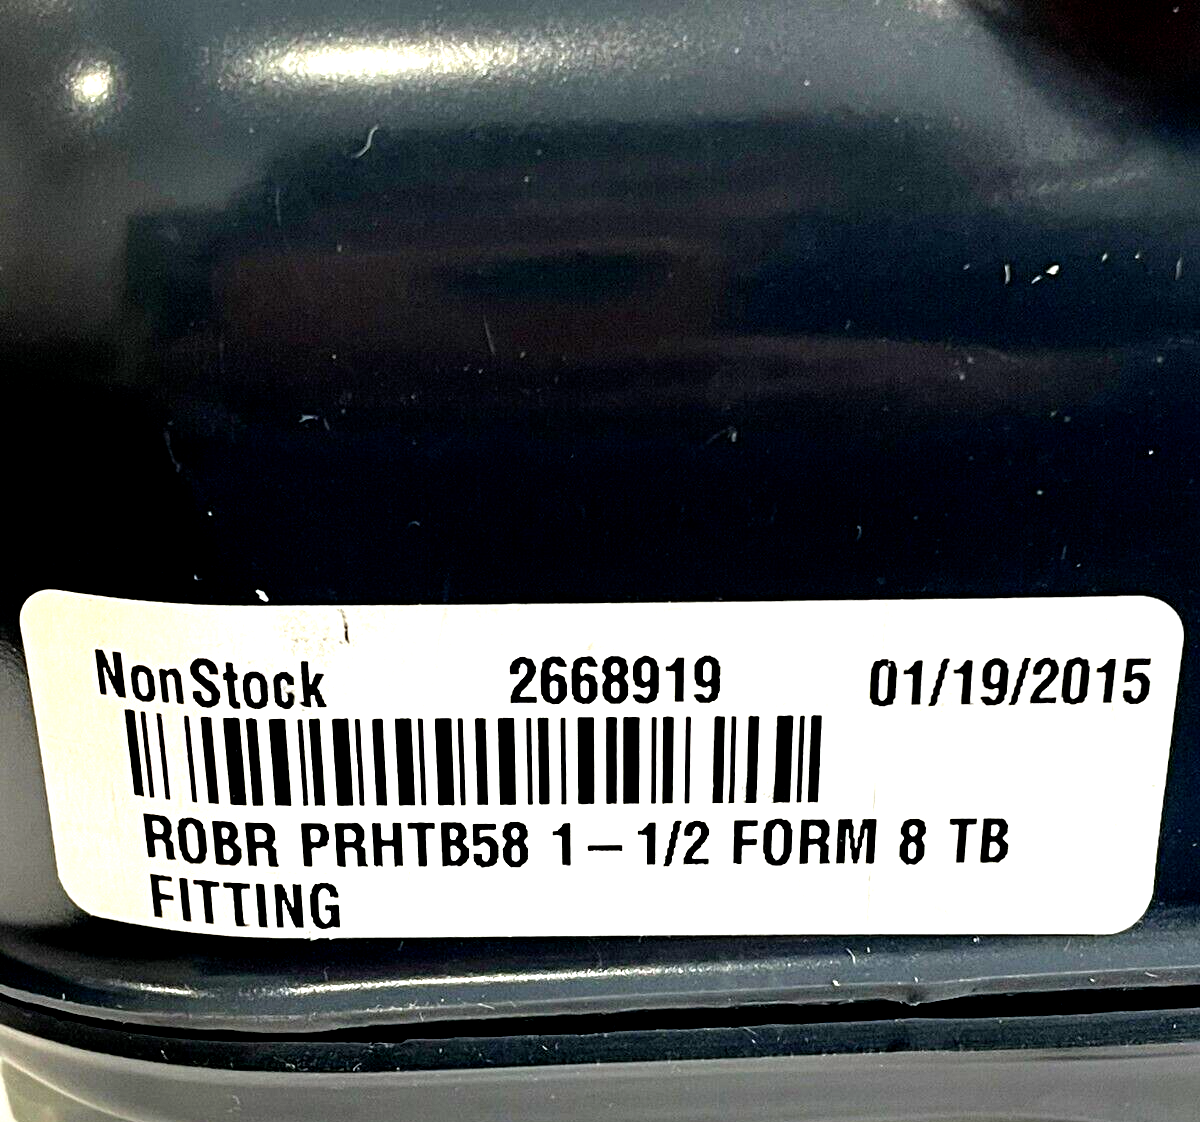 NonStock 2668919 01/19/2015
ROBR PRHTB58 1-1/2 FORM 8 TB
FITTING